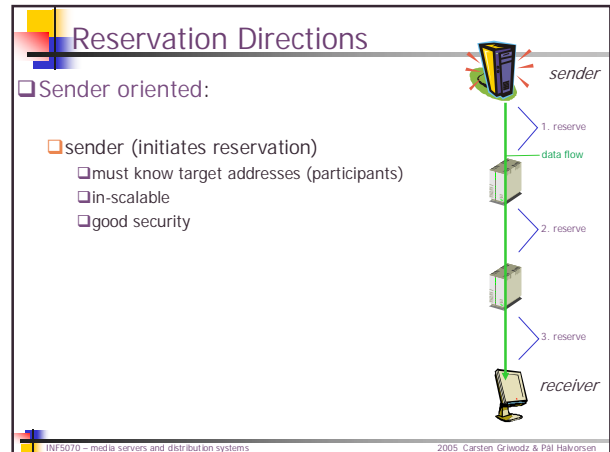 Reservation Directions
❑Sender oriented:
❑sender (initiates reservation)
❑must know target addresses (participants)
❑in-scalable
❑good security
sender
1. reserve
data flow
2. reserve
3. reserve
receiver
INF5070 – media servers and distribution systems
2005 Carsten Griwodz & Pål Halvorsen